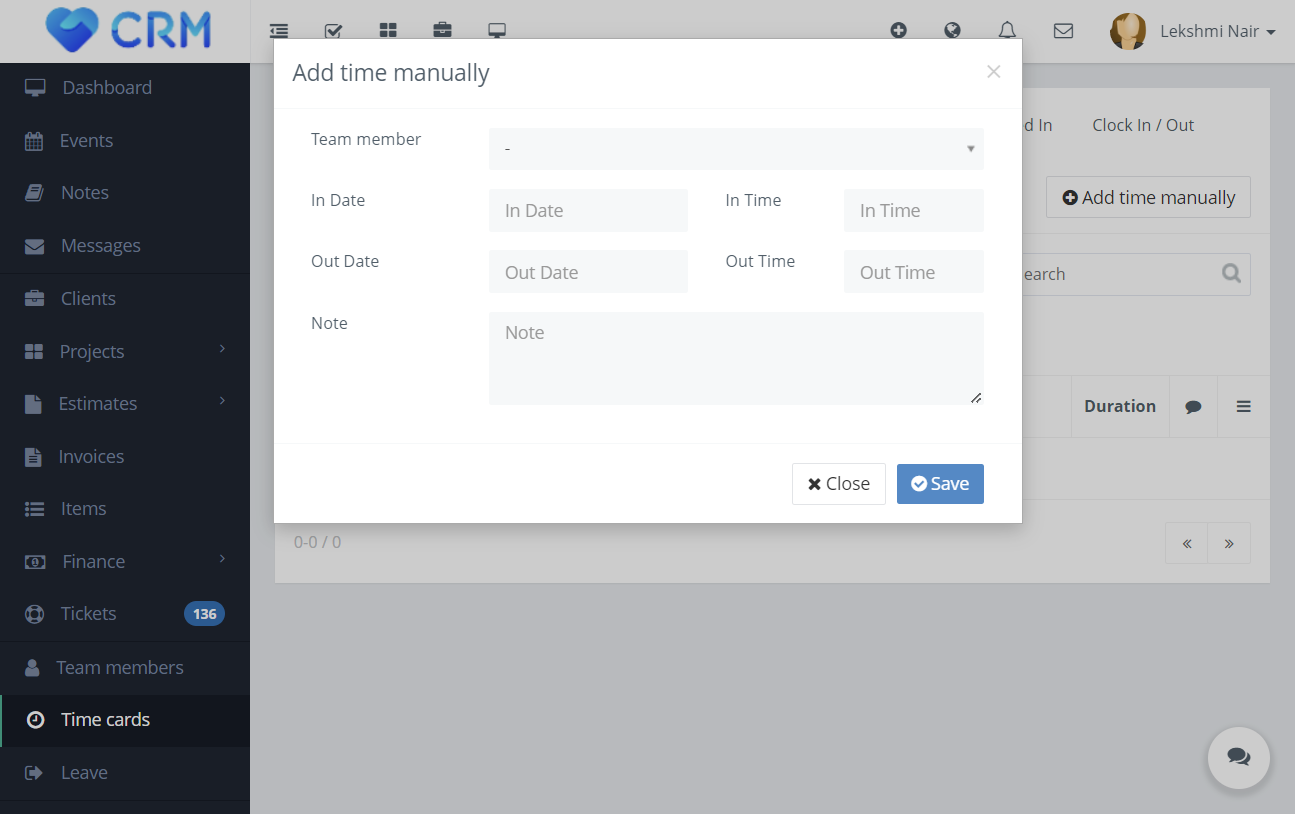 CRM
Lekshmi Nair
Dashboard
Events
Notes
Messages
Clients
Projects
Estimates
Invoices
Items
Finance
Tickets 136
Team members
Time cards
Leave
Add time manually ×
Team member -
In Date In Date In Time In Time
Out Date Out Date Out Time Out Time
Note Note
Close Save
d In Clock In / Out
Add time manually
earch
Duration
0-0 / 0 « »